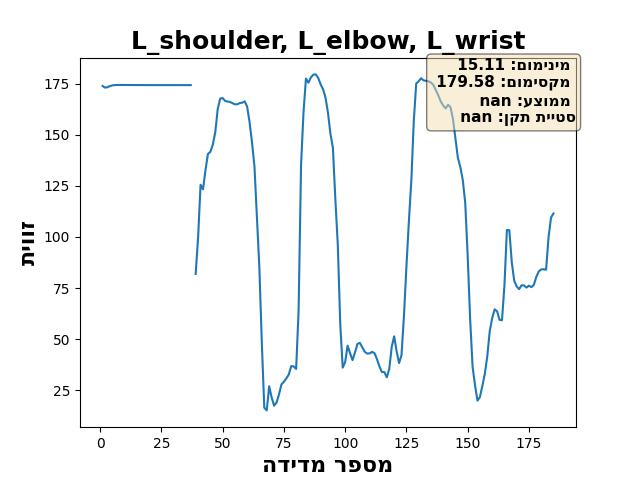 L_shoulder, L_elbow, L_wrist
מינימום: 15.11
מקסימום: 179.58
ממוצע: nan
סטיית תקן: nan
זווית
175
150
125
100
75
50
25
0 25 50 75 100 125 150 175
מספר מדידה